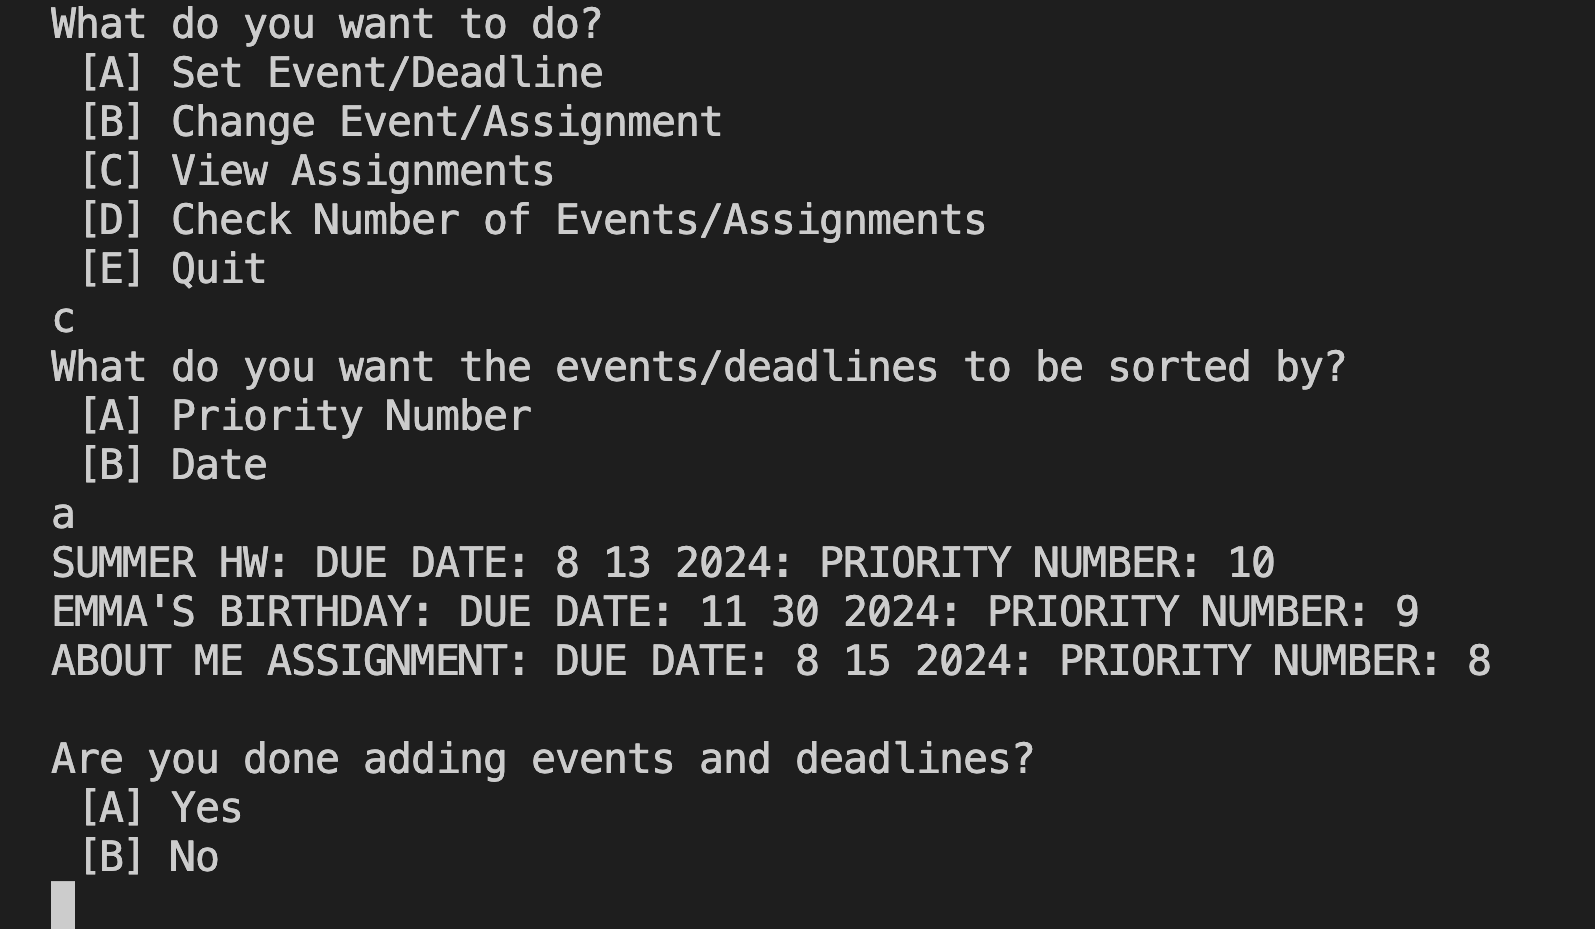 What do you want to do?
[A] Set Event/Deadline
[B] Change Event/Assignment
[C] View Assignments
[D] Check Number of Events/Assignments
[E] Quit
c
What do you want the events/deadlines to be sorted by?
[A] Priority Number
[B] Date
a
SUMMER HW: DUE DATE: 8 13 2024: PRIORITY NUMBER: 10
EMMA'S BIRTHDAY: DUE DATE: 11 30 2024: PRIORITY NUMBER: 9
ABOUT ME ASSIGNMENT: DUE DATE: 8 15 2024: PRIORITY NUMBER: 8
Are you done adding events and deadlines?
[A] Yes
[B] No